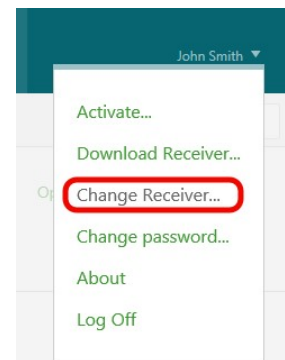 John Smith ▼
Activate...
Download Receiver...
Change Receiver...
Change password...
About
Log Off